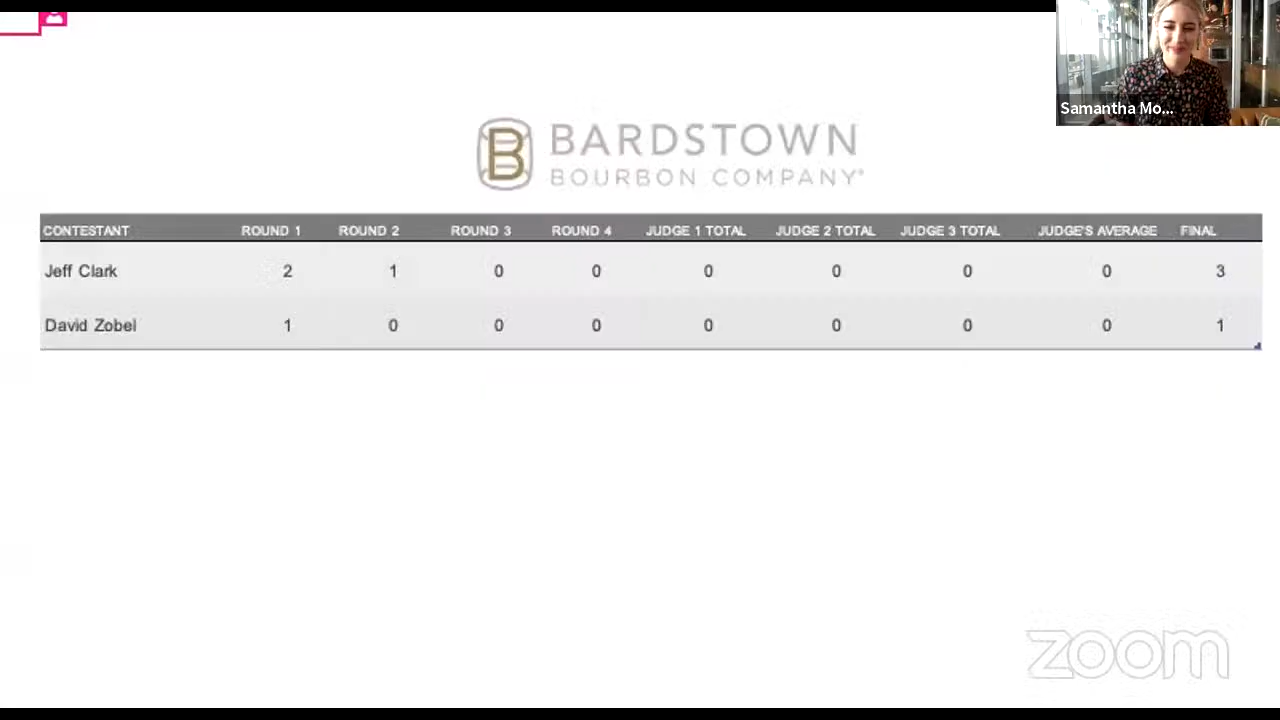 Samantha Mo...
BARDSTOWN
BOURBON COMPANY
CONTESTANT ROUND 1 ROUND 2 ROUND 3 ROUND 4 JUDGE 1 TOTAL JUDGE 2 TOTAL JUDGE 3 TOTAL JUDGE'S AVERAGE FINAL
Jeff Clark 2 1 0 0 0 0 0 0 3
David Zobel 1 0 0 0 0 0 0 0 1
zoom